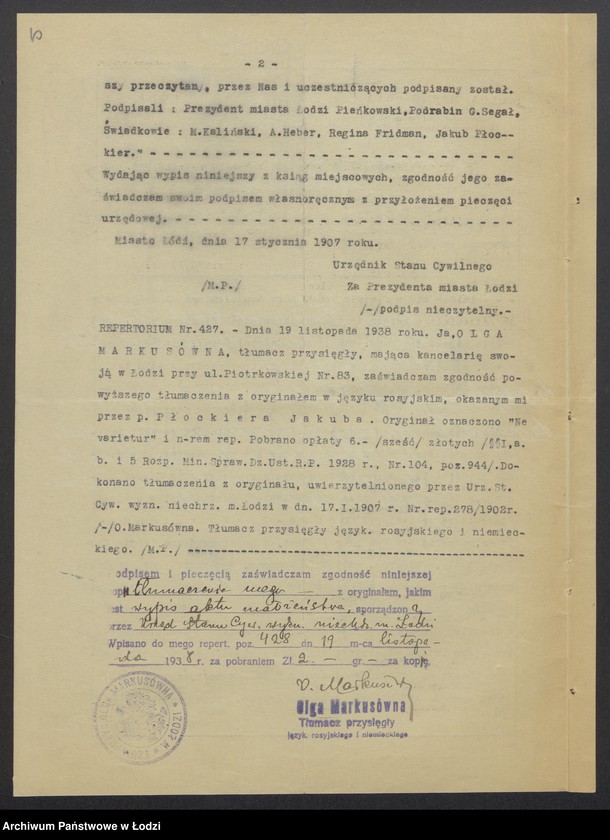 - 2 -
szy przeczytany, przez Nas i uczestniczących podpisany został.
Podpisali : Prezydent miasta Łodzi Pieńkowski,Podrabin G.Segał,
Świadkowie : M.Kaliński, A.Heber, Regina Fridman, Jakub Płoc--
kier." - - - - - - - - - - - - - - - - - - - - - - - - - - - - -
Wydając wypis niniejszy z ksiąg miejscowych, zgodność jego za-
świadczam swoim podpisem własnoręcznym z przyłożeniem pieczęci
urzędowej. - - - - - - - - - - - - - - - - - - - - - - - - - - -
Miasto Łódź, dnia 17 stycznia 1907 roku.
Urzędnik Stanu Cywilnego
/M.P./ Za Prezydenta miasta Łodzi
/-/podpis nieczytelny.-
REPERTORIUM Nr.427. - Dnia 19 listopada 1938 roku. Ja,O L G A
M A R K U S Ó W N A, tłumacz przysięgły, mająca kancelarię swo-
ją w Łodzi przy ul.Piotrkowskiej Nr.83, zaświadczam zgodność po-
wyższego tłumaczenia z oryginałem w języku rosyjskim, okazanym mi
przez p. P ł o c k i e r a J a k u b a . Oryginał oznaczono "Ne
varietur" i n-rem rep. Pobrano opłaty 6.- /sześć/ złotych /§§I,a.
b. i 5 Rozp. Min.Spraw.Dz.Ust.R.P. 1928 r., Nr.104, poz.944/.Do-
konano tłumaczenia z oryginału, uwierzytelnionego przez Urz.St.
Cyw. wyzn. niechrz. m.Łodzi w dn. 17.I.1907 r. Nr.rep.278/1902r.
/-/O.Markusówna. Tłumacz przysięgły język. rosyjskiego i niemiec-
kiego. /M.P./ ------------------------------------------------
odpisem i pieczęcią zaświadczam zgodność niniejszej
opii tłumaczenia mego — z oryginałem, jakim
est wypis aktu małżeństwa, sporządzony
przez Urząd Stanu Cyw. wyzn. niechrz. m. Łodzi
Wpisano do mego repert. poz. 428 dn 19 m-ca listopa-
da 1938 r. za pobraniem Zł. 2.— gr.— za kopię.
O. Markusówna
Olga Markusówna
Tłumacz przysięgły
język. rosyjskiego i niemieckiego
OLGA MARKUSÓWNA W ŁODZI
Archiwum Państwowe w Łodzi